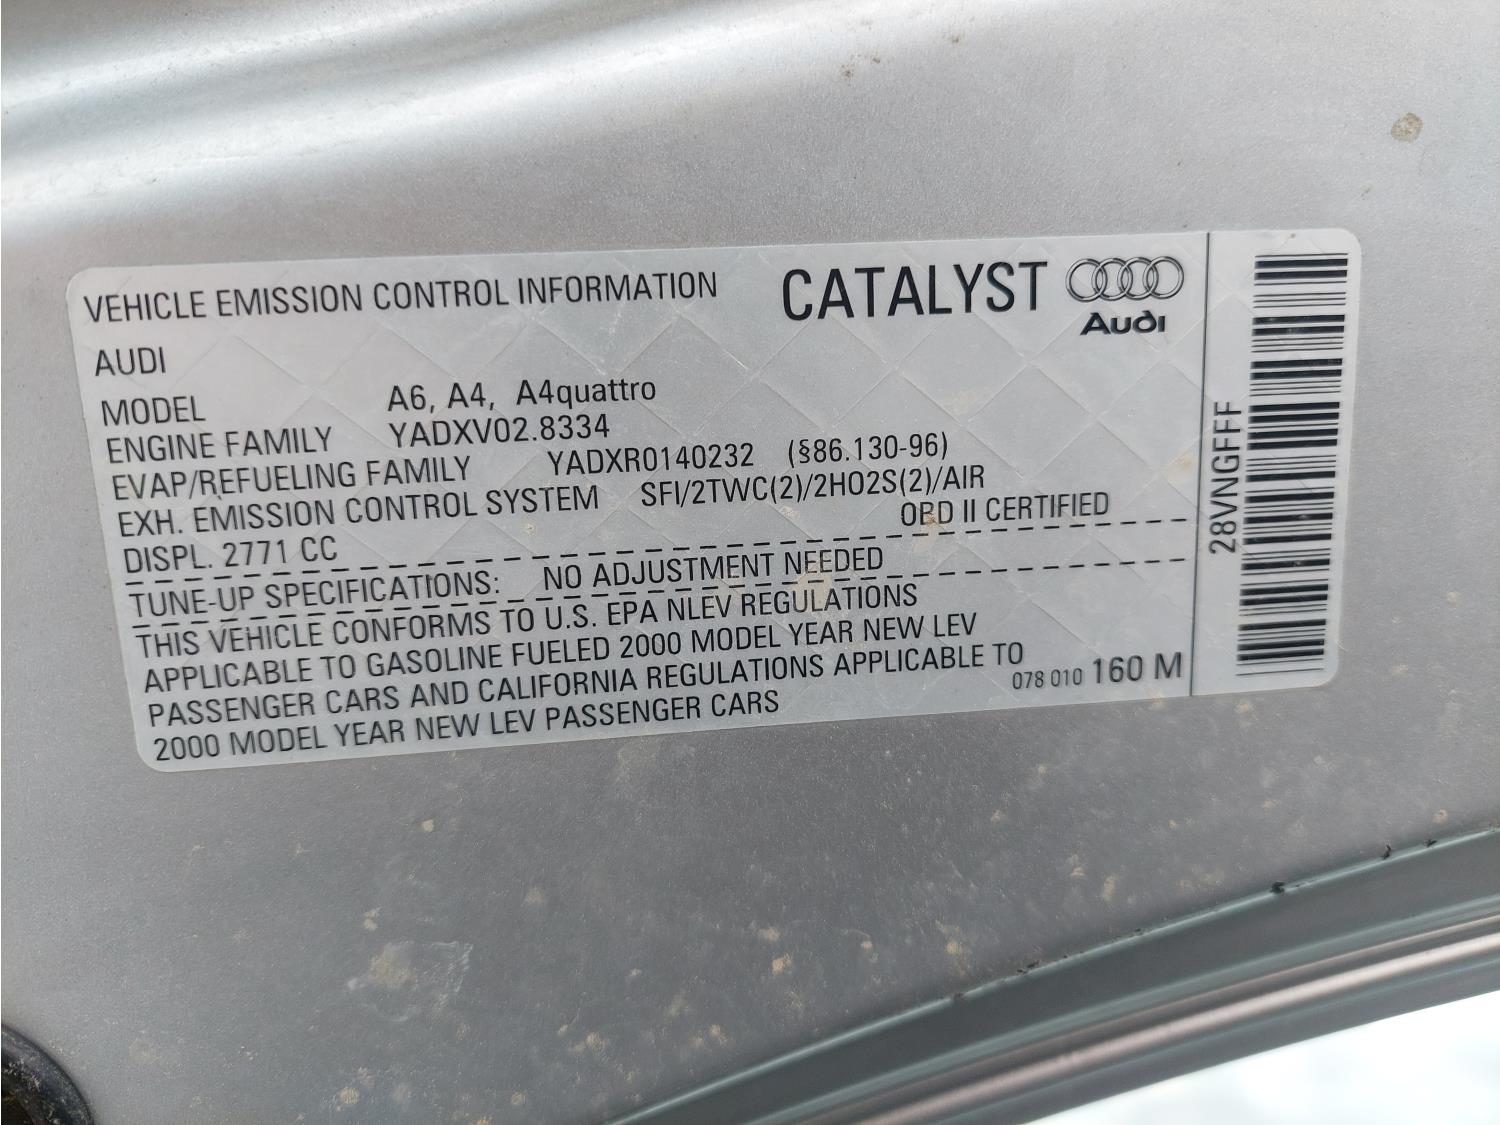 VEHICLE EMISSION CONTROL INFORMATION
CATALYST
Audi
AUDI
MODEL A6, A4, A4quattro
ENGINE FAMILY YADXV02.8334
EVAP/REFUELING FAMILY YADXR0140232 (§86.130-96)
EXH. EMISSION CONTROL SYSTEM SFI/2TWC(2)/2HO2S(2)/AIR
DISPL. 2771 CC OBD II CERTIFIED
TUNE-UP SPECIFICATIONS: NO ADJUSTMENT NEEDED
THIS VEHICLE CONFORMS TO U.S. EPA NLEV REGULATIONS
APPLICABLE TO GASOLINE FUELED 2000 MODEL YEAR NEW LEV
PASSENGER CARS AND CALIFORNIA REGULATIONS APPLICABLE TO
2000 MODEL YEAR NEW LEV PASSENGER CARS
078 010 160 M
28VNGFFF